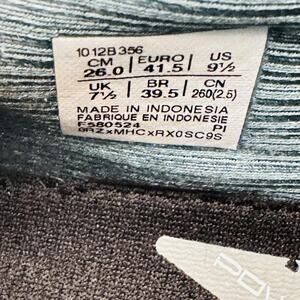 1012B356
CM EURO US
26.0 41.5 9½
UK BR CN
7½ 39.5 260(2.5)
MADE IN INDONESIA
FABRIQUE EN INDONESIE
F580524 PI